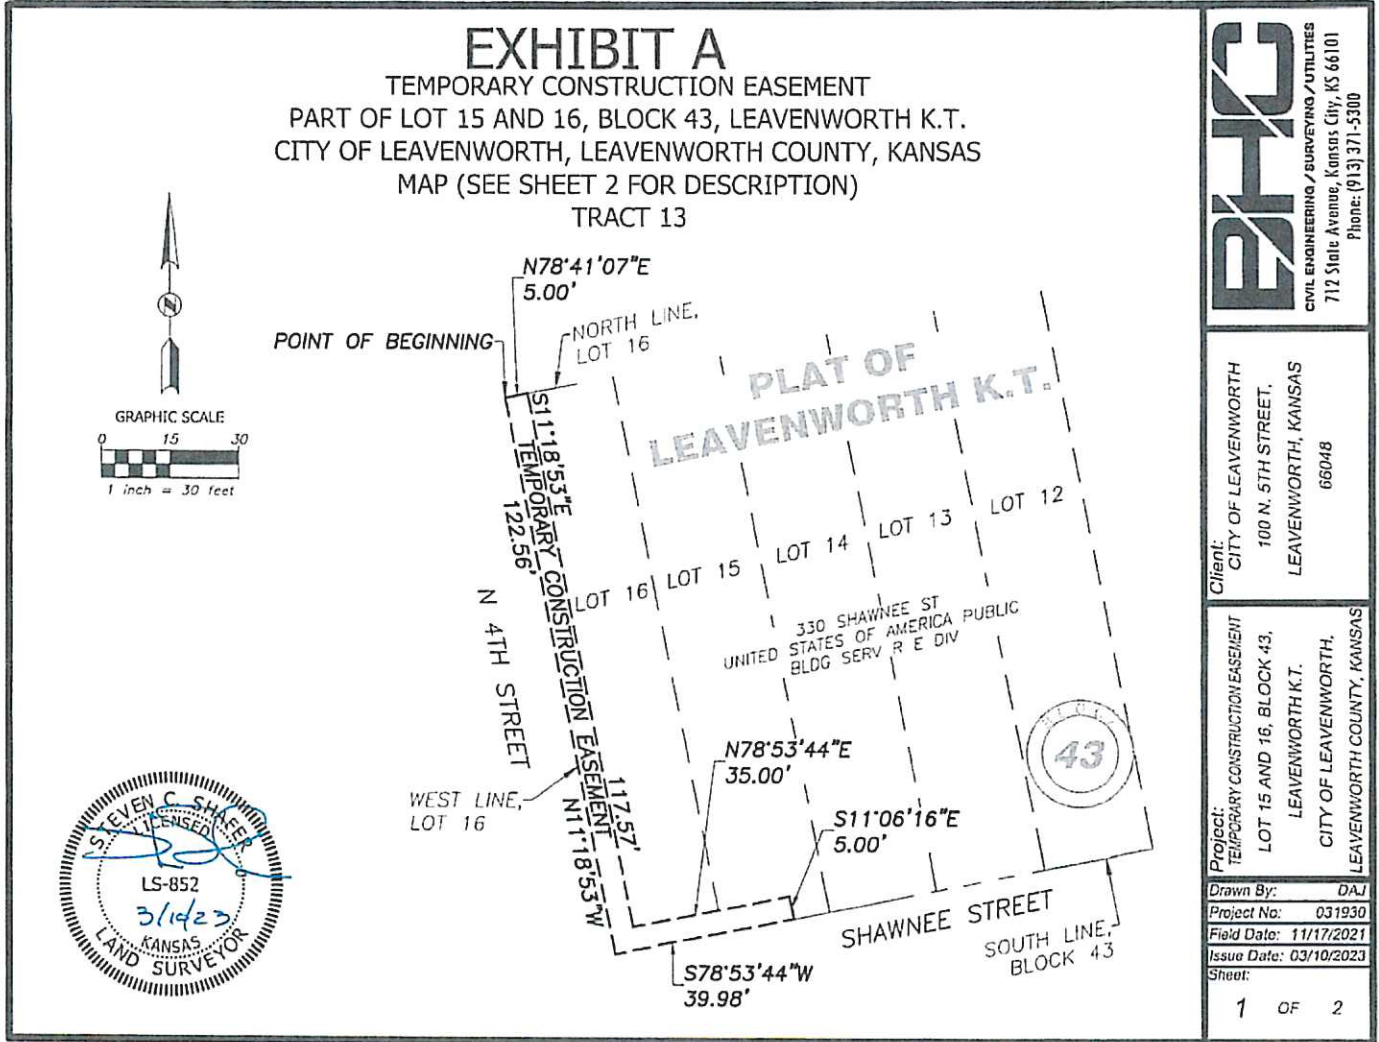 EXHIBIT A
TEMPORARY CONSTRUCTION EASEMENT
PART OF LOT 15 AND 16, BLOCK 43, LEAVENWORTH K.T.
CITY OF LEAVENWORTH, LEAVENWORTH COUNTY, KANSAS
MAP (SEE SHEET 2 FOR DESCRIPTION)
TRACT 13
N
GRAPHIC SCALE
0 15 30
1 inch = 30 feet
N78°41'07"E
5.00'
POINT OF BEGINNING
NORTH LINE,
LOT 16
PLAT OF
LEAVENWORTH K.T.
S11°18'53"E
117.57'
TEMPORARY CONSTRUCTION EASEMENT
122.56'
N11°18'53"W
N 4TH STREET
LOT 16
LOT 15
LOT 14
LOT 13
LOT 12
330 SHAWNEE ST
UNITED STATES OF AMERICA PUBLIC
BLDG SERV R E DIV
BLOCK
43
WEST LINE,
LOT 16
N78°53'44"E
35.00'
S11°06'16"E
5.00'
S78°53'44"W
39.98'
SHAWNEE STREET
SOUTH LINE,
BLOCK 43
STEVEN C. SHAFER
LICENSED
LS-852
KANSAS
LAND SURVEYOR
BHC
CIVIL ENGINEERING / SURVEYING / UTILITIES
712 State Avenue, Kansas City, KS 66101
Phone: (913) 371-5300
Client:
CITY OF LEAVENWORTH
100 N. 5TH STREET,
LEAVENWORTH, KANSAS
66048
Project:
TEMPORARY CONSTRUCTION EASEMENT
LOT 15 AND 16, BLOCK 43,
LEAVENWORTH K.T.
CITY OF LEAVENWORTH,
LEAVENWORTH COUNTY, KANSAS
Drawn By: DAJ
Project No: 031930
Field Date: 11/17/2021
Issue Date: 03/10/2023
Sheet:
1 OF 2